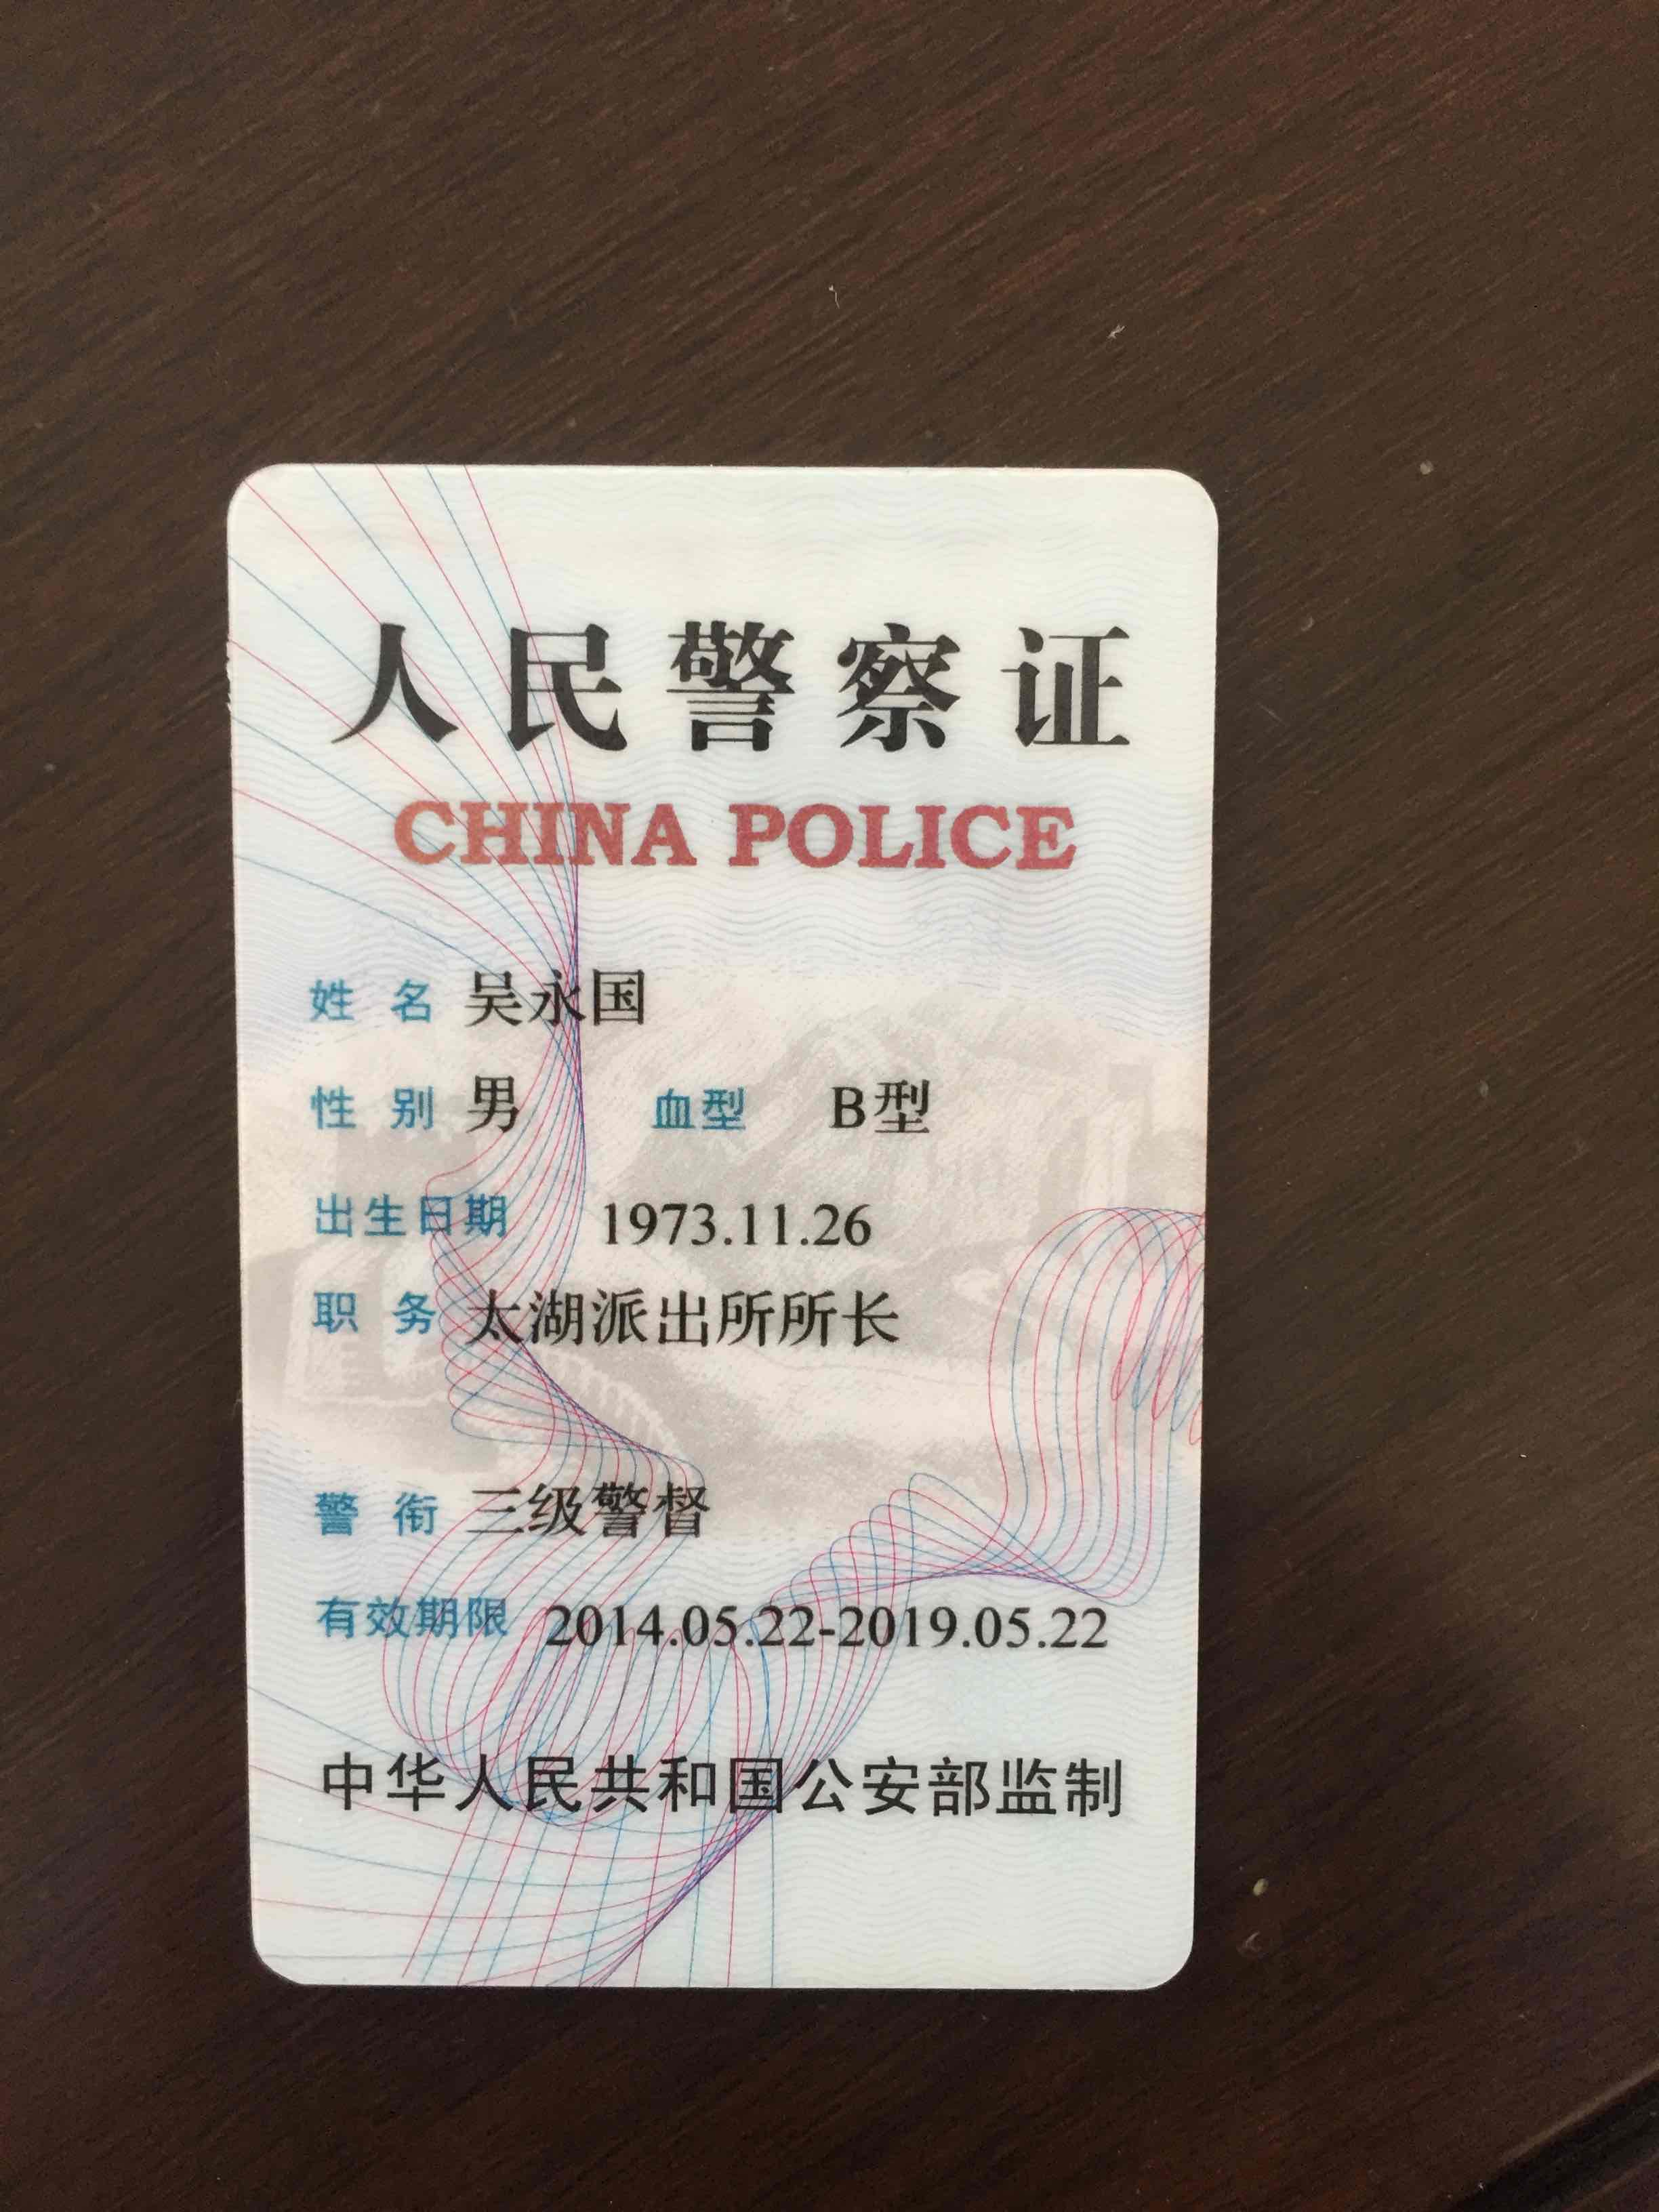 人民警察证
CHINA POLICE
姓 名 吴永国
性 别 男 血型 B型
出生日期 1973.11.26
职 务 太湖派出所所长
警 衔 三级警督
有效期限 2014.05.22-2019.05.22
中华人民共和国公安部监制